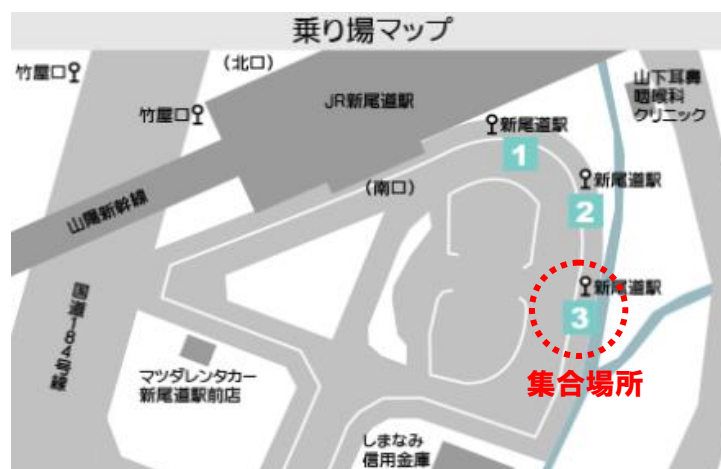 乗り場マップ
竹屋口
(北口)
JR新尾道駅
竹屋口
新尾道駅
1
山下耳鼻
咽喉科
クリニック
(南口)
新尾道駅
2
山陽新幹線
新尾道駅
3
集合場所
国道184号線
マツダレンタカー
新尾道駅前店
しまなみ
信用金庫